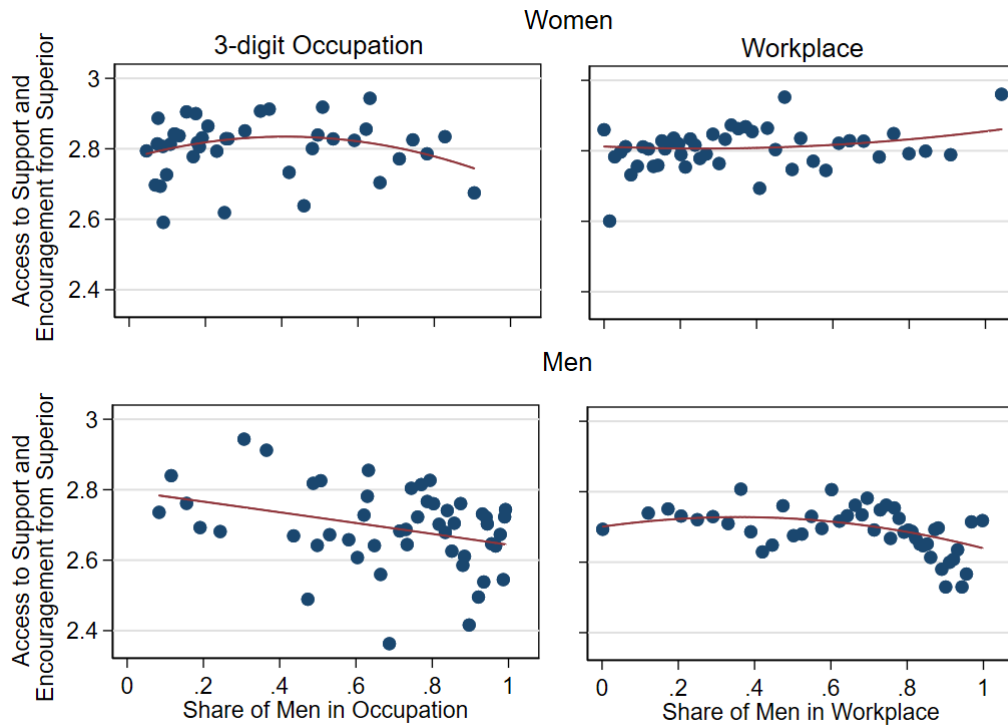 Women
3-digit Occupation
Workplace
Access to Support and
Encouragement from Superior
3
2.8
2.6
2.4
Men
Access to Support and
Encouragement from Superior
3
2.8
2.6
2.4
0 .2 .4 .6 .8 1
Share of Men in Occupation
0 .2 .4 .6 .8 1
Share of Men in Workplace